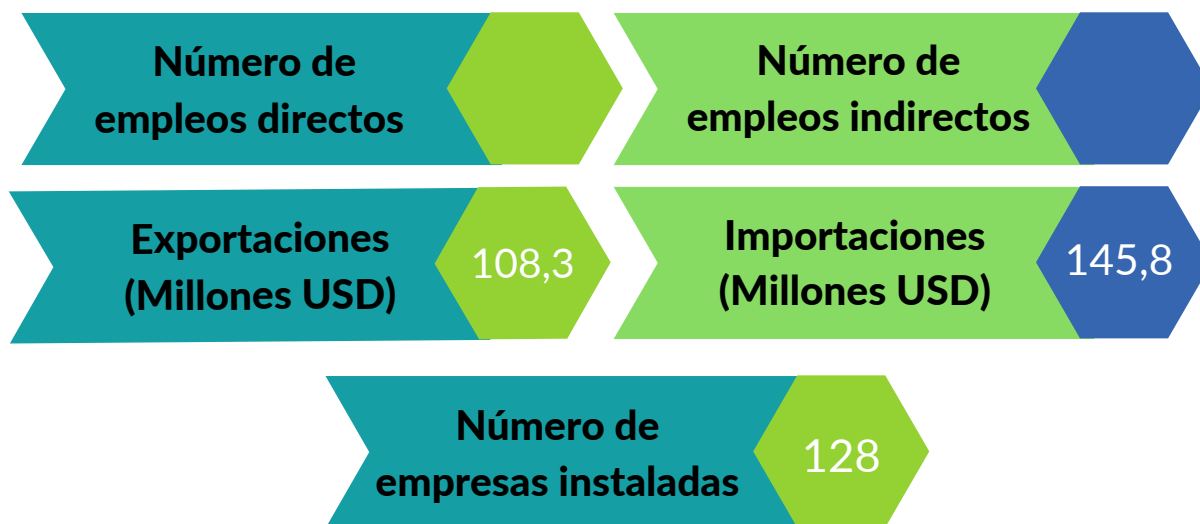 Número de
empleos directos
Número de
empleos indirectos
Exportaciones
(Millones USD)
108,3
Importaciones
(Millones USD)
145,8
Número de
empresas instaladas
128